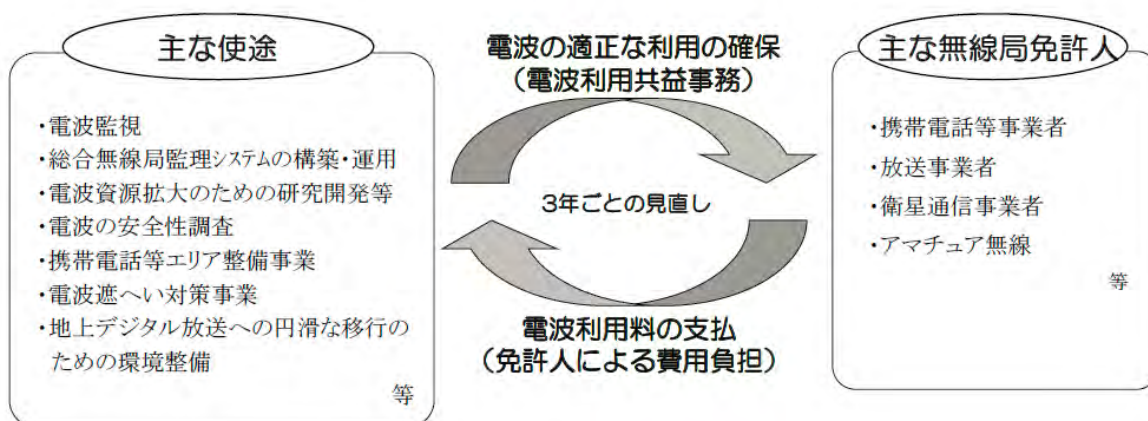 主な使途
・電波監視
・総合無線局監理システムの構築・運用
・電波資源拡大のための研究開発等
・電波の安全性調査
・携帯電話等エリア整備事業
・電波遮へい対策事業
・地上デジタル放送への円滑な移行の
ための環境整備
等
電波の適正な利用の確保
（電波利用共益事務）
3年ごとの見直し
電波利用料の支払
（免許人による費用負担）
主な無線局免許人
・携帯電話等事業者
・放送事業者
・衛星通信事業者
・アマチュア無線
等